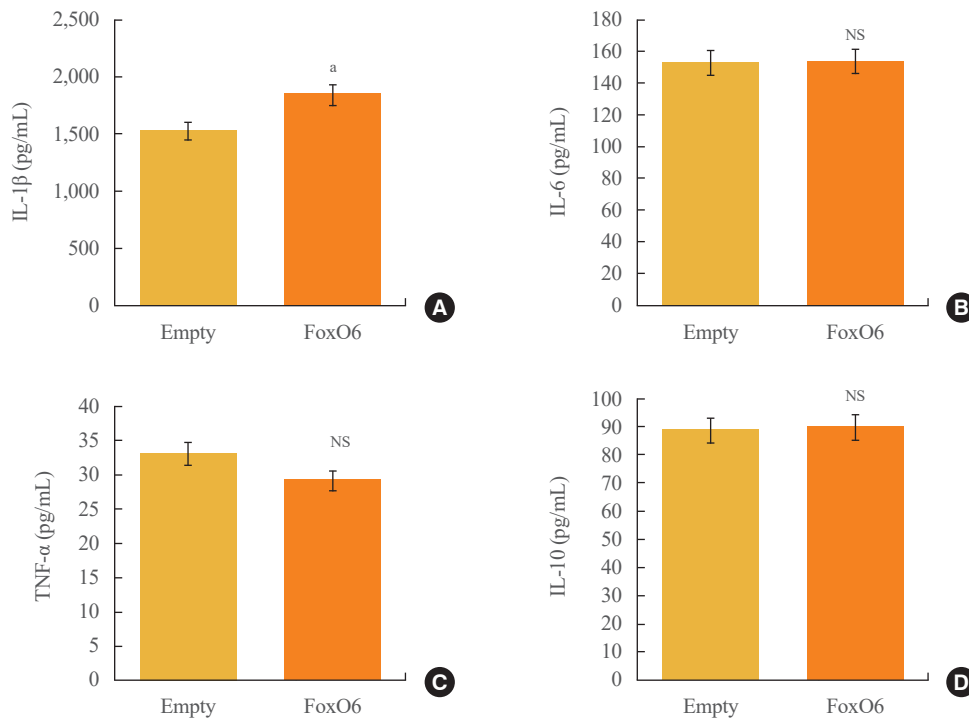 2,500
2,000
1,500
1,000
500
0
IL-1β (pg/mL)
a
Empty
FoxO6
A
180
160
140
120
100
80
60
40
20
0
IL-6 (pg/mL)
NS
Empty
FoxO6
B
40
35
30
25
20
15
10
5
0
TNF-α (pg/mL)
NS
Empty
FoxO6
C
100
90
80
70
60
50
40
30
20
10
0
IL-10 (pg/mL)
NS
Empty
FoxO6
D